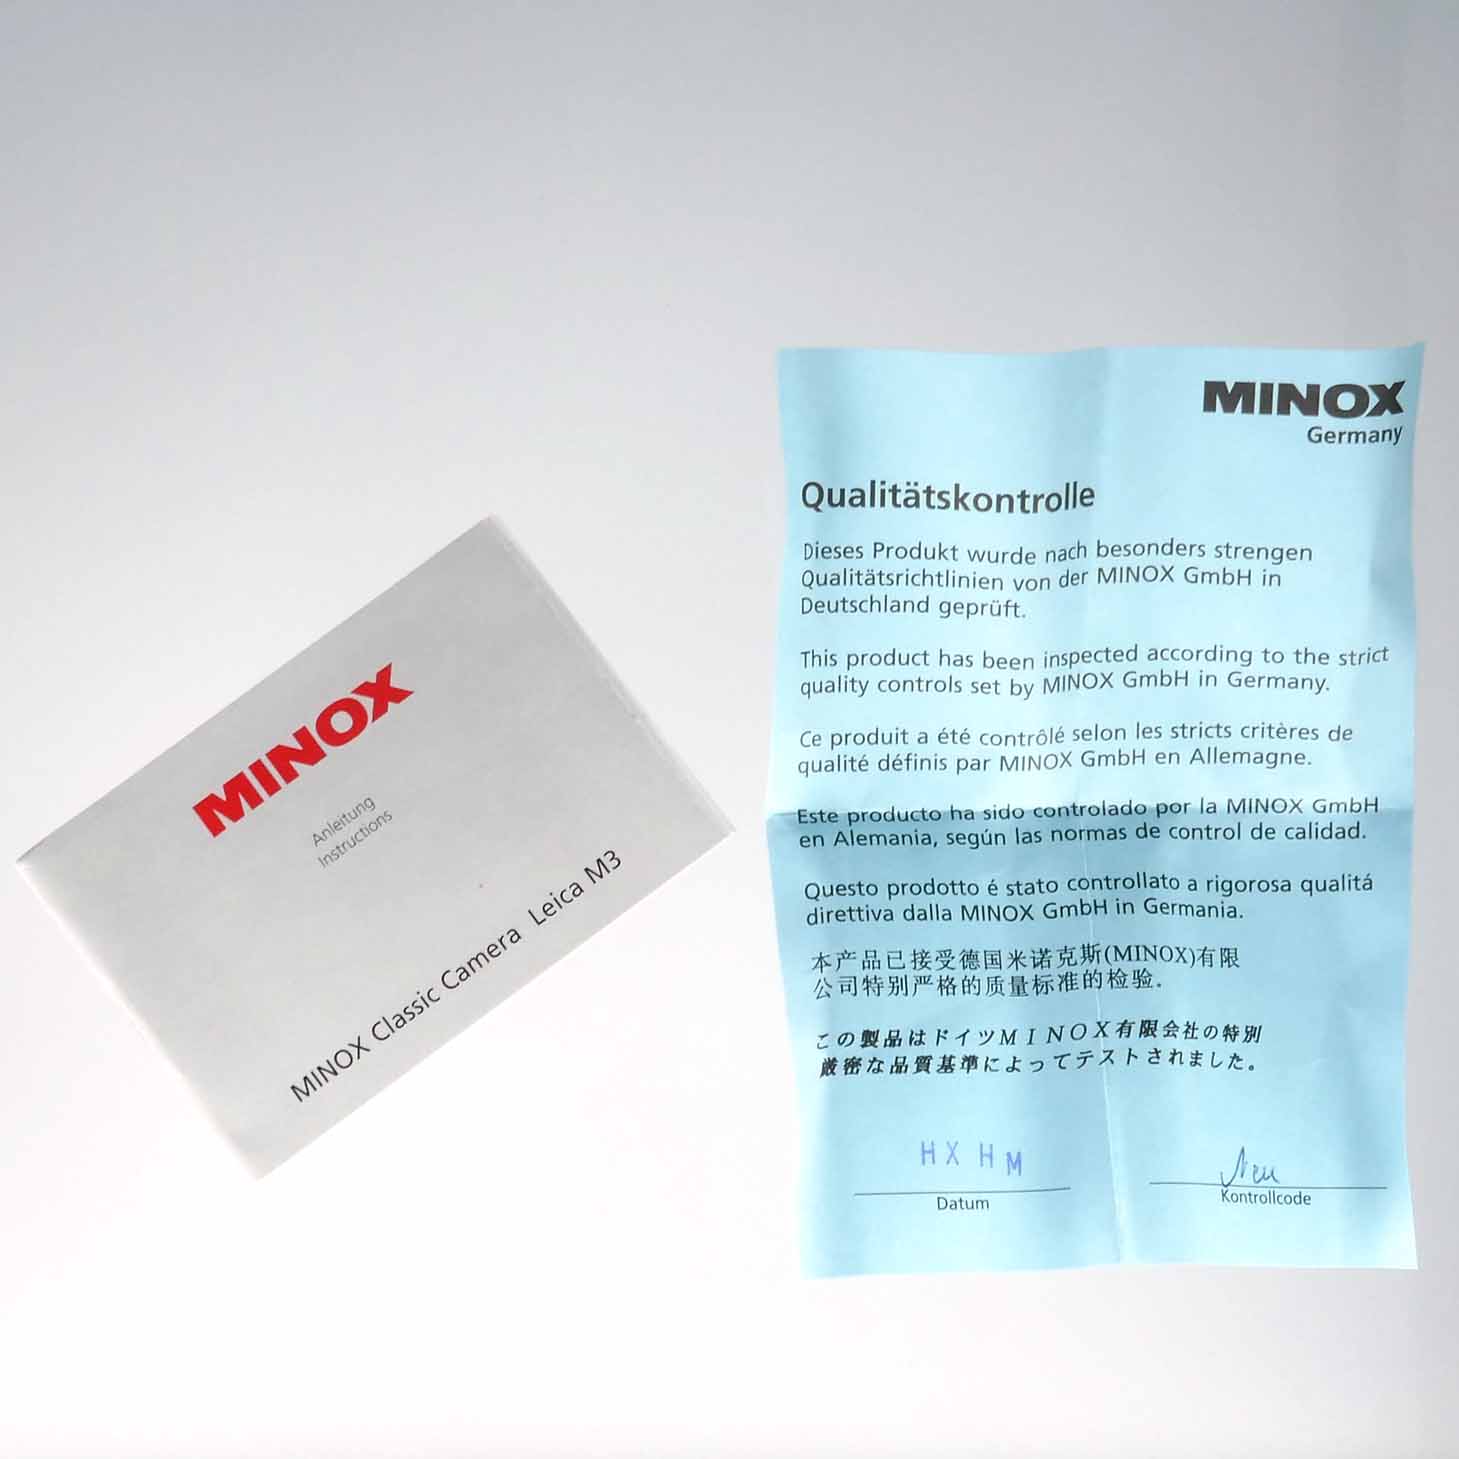 MINOX
Anleitung
Instructions
MINOX Classic Camera Leica M3
MINOX
Germany
Qualitätskontrolle
Dieses Produkt wurde nach besonders strengen
Qualitätsrichtlinien von der MINOX GmbH in
Deutschland geprüft.
This product has been inspected according to the strict
quality controls set by MINOX GmbH in Germany.
Ce produit a été contrôlé selon les stricts critères de
qualité définis par MINOX GmbH en Allemagne.
Este producto ha sido controlado por la MINOX GmbH
en Alemania, según las normas de control de calidad.
Questo prodotto é stato controllato a rigorosa qualitá
direttiva dalla MINOX GmbH in Germania.
本产品已接受德国米诺克斯(MINOX)有限
公司特别严格的质量标准的检验.
この製品はドイツMINOX有限会社の特別
厳密な品質基準によってテストされました。
HX HM
Datum
Kontrollcode